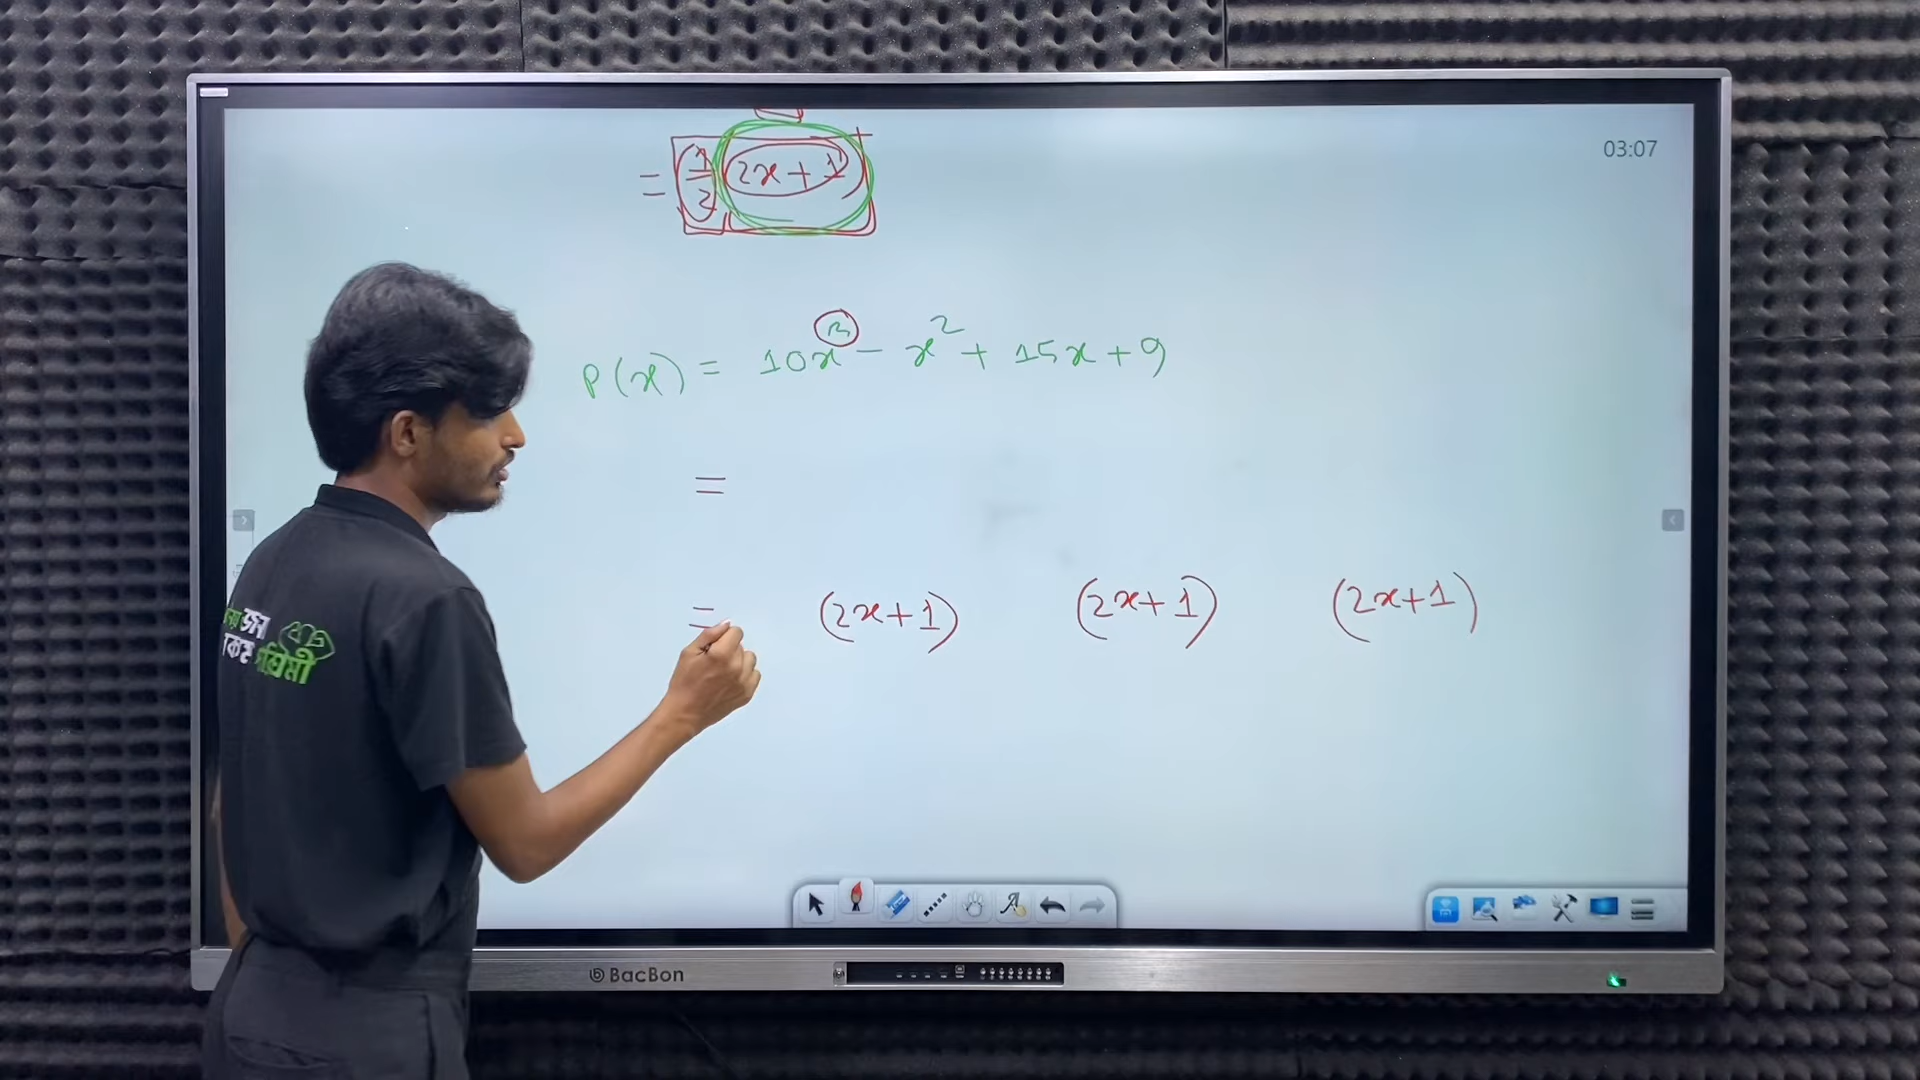 03:07
= 1/2 (2x+1)
P(x) = 10x³ - x² + 15x + 9
=
= (2x+1) (2x+1) (2x+1)
BacBon